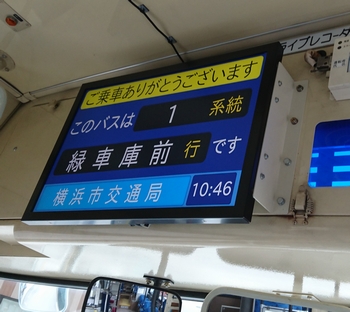 ご乗車ありがとうございます
このバスは 1 系統
緑車庫前 行 です
横浜市交通局 10:46
ドライブレコーダ